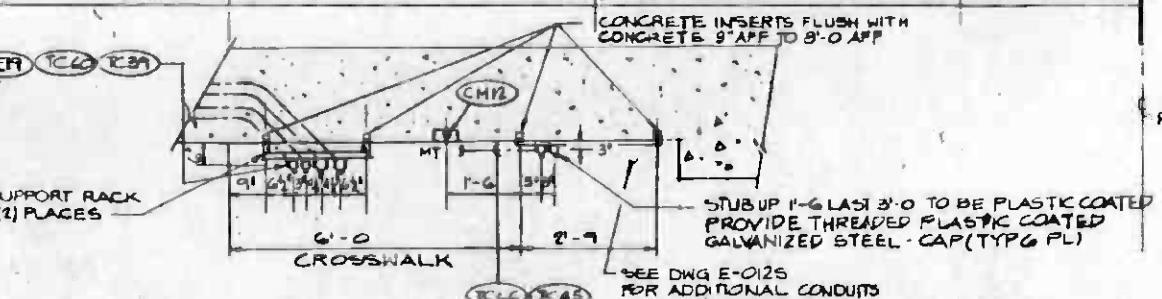 CONCRETE INSERTS FLUSH WITH
CONCRETE 9"AFF TO 8'-0 AFF
TC60 TC39
CM12
MT
3"
SUPPORT RACK
(2) PLACES
9"
1'-6
STUB UP 1'-6 LAST 3'-0 TO BE PLASTIC COATED
PROVIDE THREADED PLASTIC COATED
GALVANIZED STEEL - CAP (TYP 6 PL)
6'-0
2'-9
CROSSWALK
SEE DWG E-0125
FOR ADDITIONAL CONDUITS
TC45